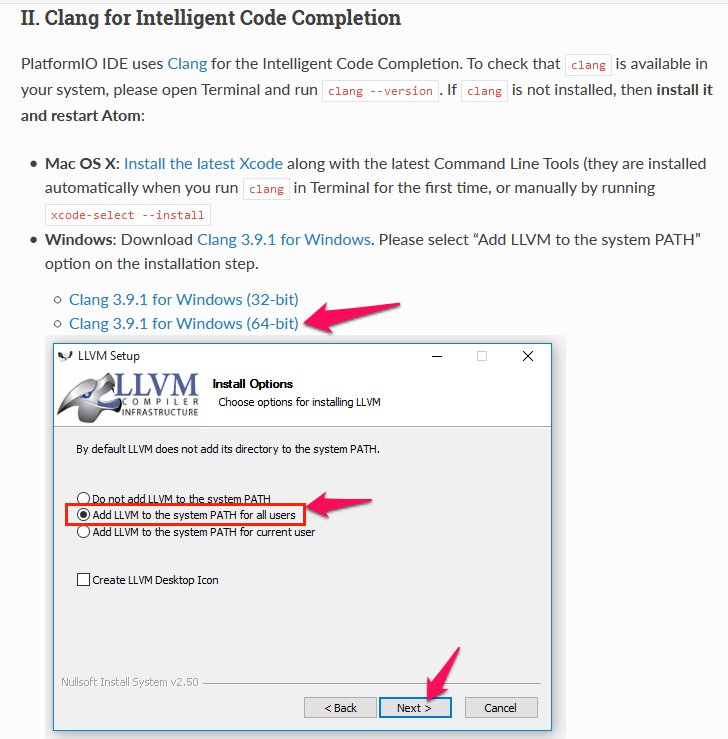 II. Clang for Intelligent Code Completion
PlatformIO IDE uses Clang for the Intelligent Code Completion. To check that clang is available in
your system, please open Terminal and run clang --version . If clang is not installed, then install it
and restart Atom:
Mac OS X: Install the latest Xcode along with the latest Command Line Tools (they are installed
automatically when you run clang in Terminal for the first time, or manually by running
xcode-select --install
Windows: Download Clang 3.9.1 for Windows. Please select “Add LLVM to the system PATH”
option on the installation step.
Clang 3.9.1 for Windows (32-bit)
Clang 3.9.1 for Windows (64-bit)
LLVM Setup
LLVM
COMPILER
INFRASTRUCTURE
Install Options
Choose options for installing LLVM
By default LLVM does not add its directory to the system PATH.
Do not add LLVM to the system PATH
Add LLVM to the system PATH for all users
Add LLVM to the system PATH for current user
Create LLVM Desktop Icon
Nullsoft Install System v2.50
< Back Next > Cancel